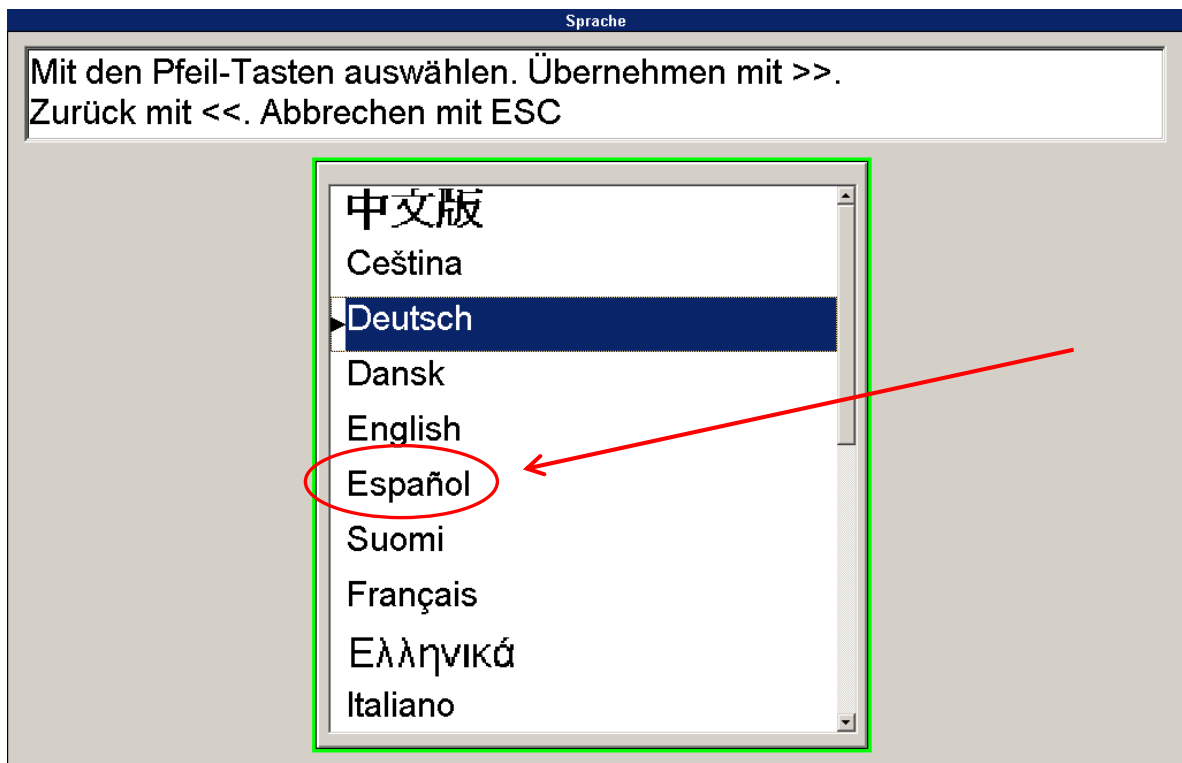 Sprache
Mit den Pfeil-Tasten auswählen. Übernehmen mit >>.
Zurück mit <<. Abbrechen mit ESC
中文版
Ceština
Deutsch
Dansk
English
Español
Suomi
Français
Ελληνικά
Italiano